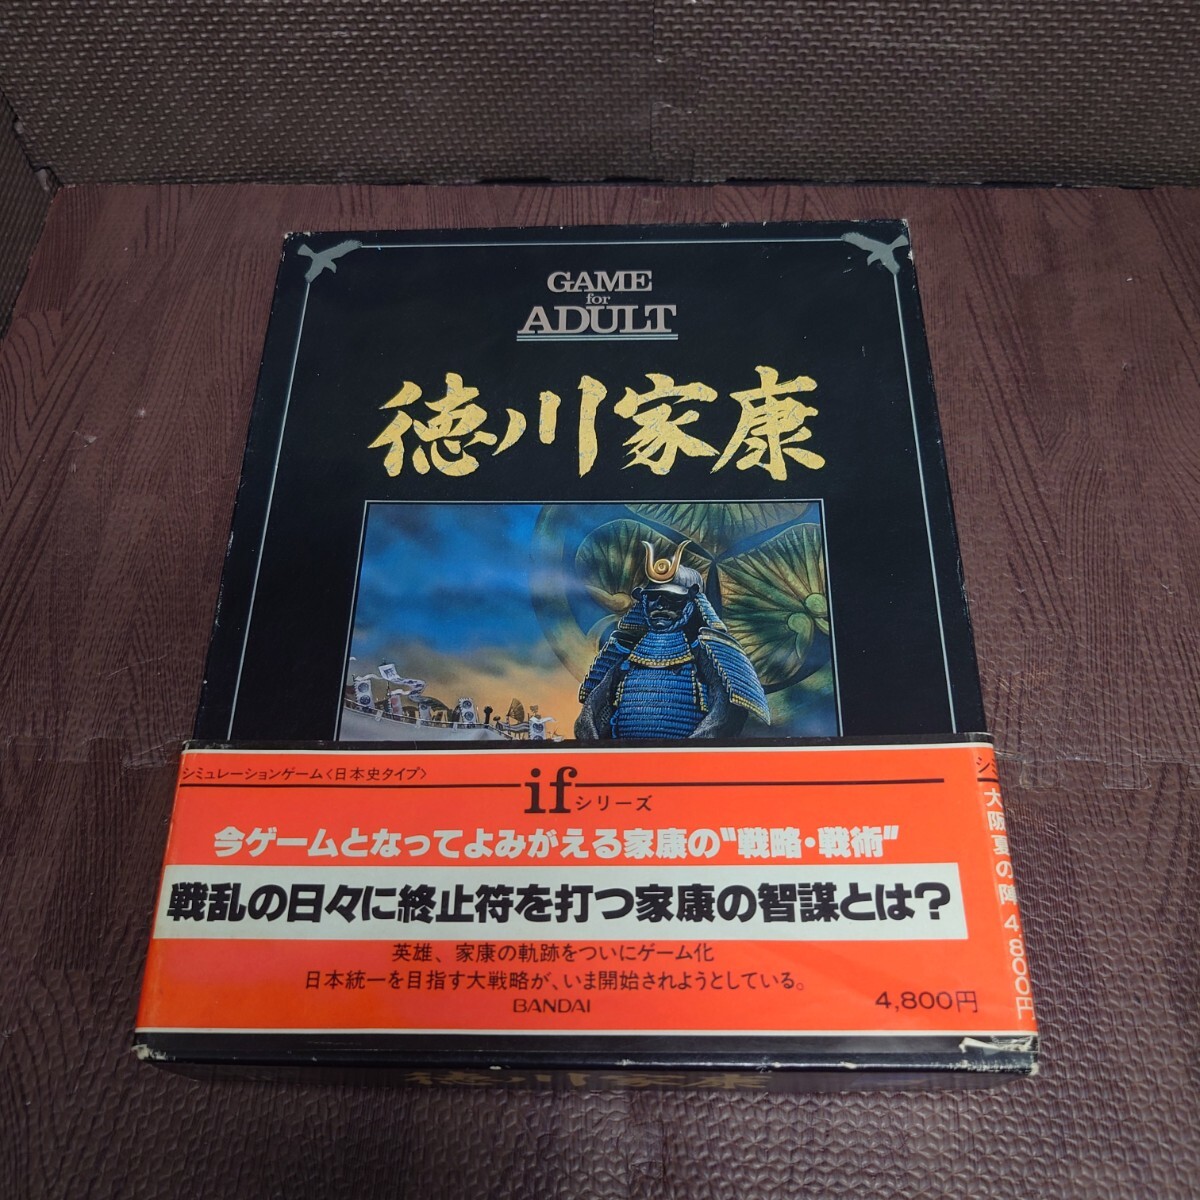 GAME
for
ADULT
徳川家康
シミュレーションゲーム〈日本史タイプ〉
ifシリーズ
今ゲームとなってよみがえる家康の"戦略・戦術"
戦乱の日々に終止符を打つ家康の智謀とは?
英雄、家康の軌跡をついにゲーム化
日本統一を目指す大戦略が、いま開始されようとしている。
BANDAI
4,800円
シミ
大阪夏の陣 4,800円
徳川家康